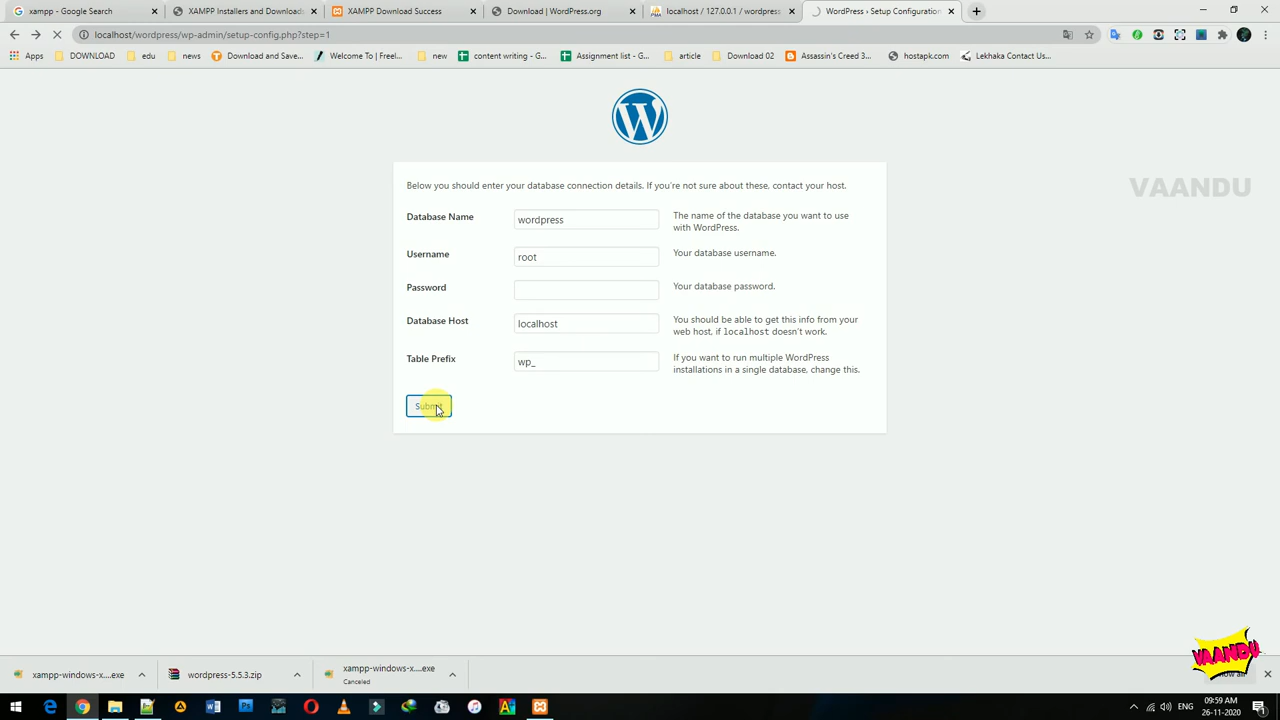 xampp - Google Search
XAMPP Installers and Download
XAMPP Download Success
Download | WordPress.org
localhost / 127.0.0.1 / wordpress
WordPress › Setup Configuration
localhost/wordpress/wp-admin/setup-config.php?step=1
Apps
DOWNLOAD
edu
news
Download and Save...
Welcome To | Freel...
new
content writing - G...
Assignment list - G...
article
Download 02
Assassin's Creed 3...
hostapk.com
Lekhaka Contact Us...
W
VAANDU
Below you should enter your database connection details. If you're not sure about these, contact your host.
Database Name
wordpress
The name of the database you want to use
with WordPress.
Username
root
Your database username.
Password
Your database password.
Database Host
localhost
You should be able to get this info from your
web host, if localhost doesn't work.
Table Prefix
wp_
If you want to run multiple WordPress
installations in a single database, change this.
Submit
VAANDU
xampp-windows-x....exe
wordpress-5.5.3.zip
xampp-windows-x....exe
Canceled
ENG
09:59 AM
26-11-2020